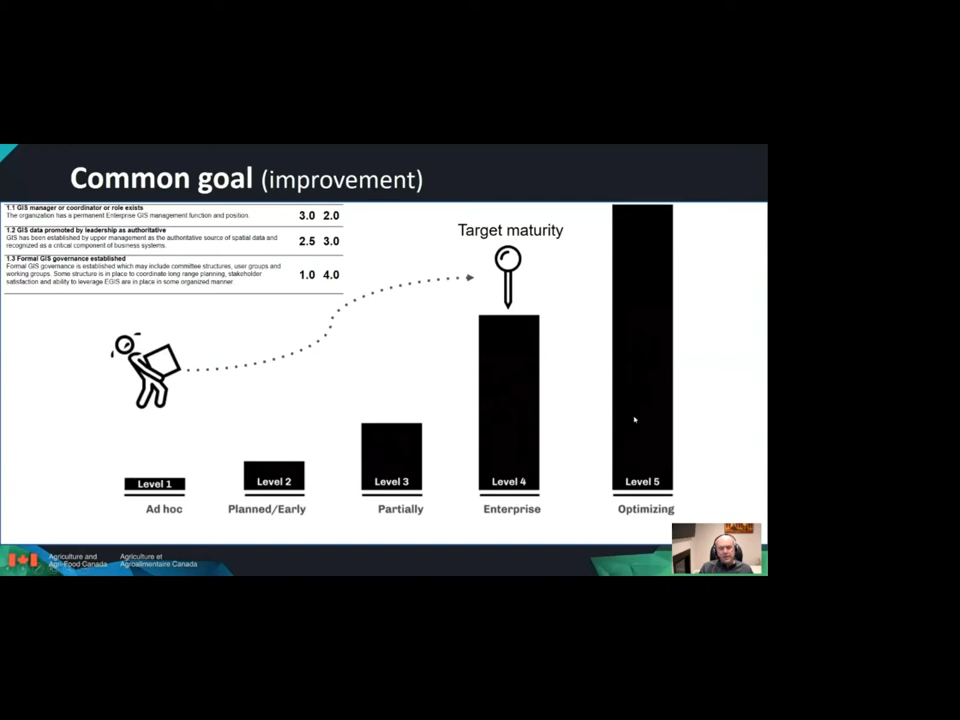 Common goal (improvement)
1.1 GIS manager or coordinator or role exists
The organization has a permanent Enterprise GIS management function and position.
3.0 2.0
1.2 GIS data promoted by leadership as authoritative
GIS has been established by upper management as the authoritative source of spatial data and
recognized as a critical component of business systems.
2.5 3.0
1.3 Formal GIS governance established
Formal GIS governance is established which may include committee structures, user groups and
working groups. Some structure is in place to coordinate long range planning, stakeholder
satisfaction and ability to leverage EGIS are in place in some organized manner.
1.0 4.0
Target maturity
Level 1
Level 2
Level 3
Level 4
Level 5
Ad hoc
Planned/Early
Partially
Enterprise
Optimizing
Agriculture and
Agri-Food Canada
Agriculture et
Agroalimentaire Canada